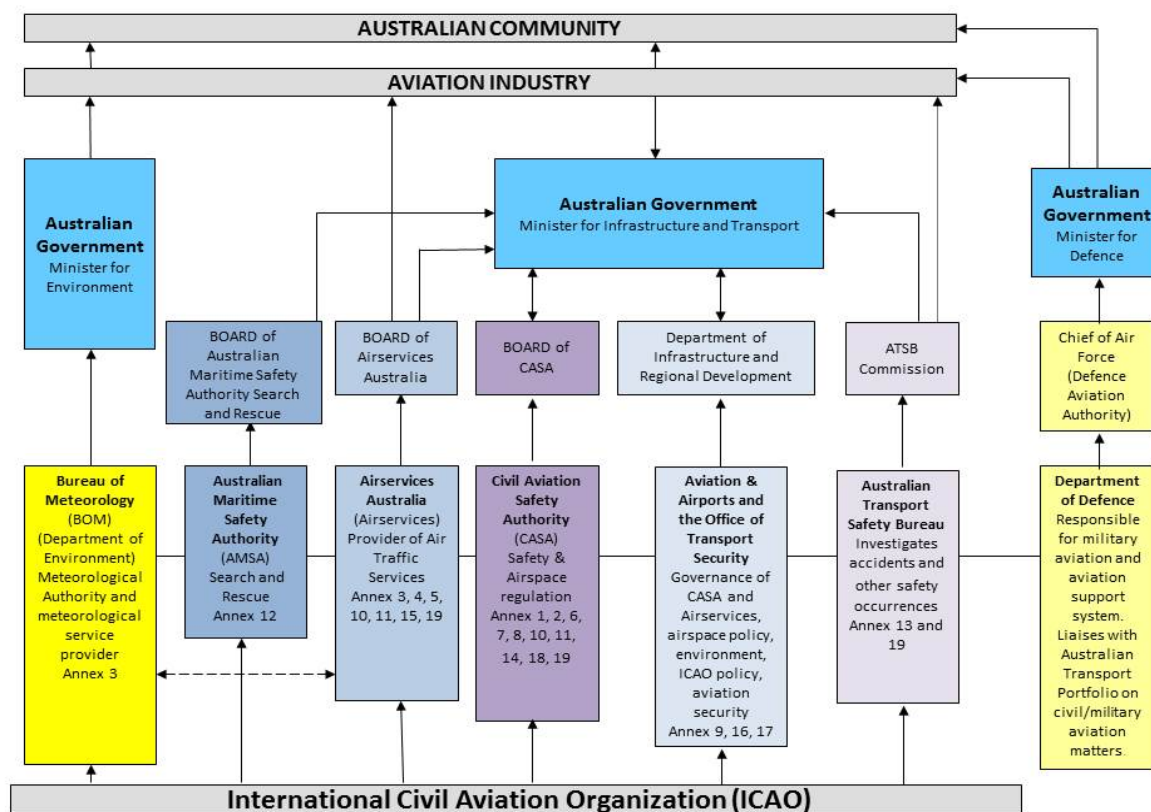 AUSTRALIAN COMMUNITY
AVIATION INDUSTRY
Australian
Government
Minister for
Environment
Australian Government
Minister for Infrastructure and Transport
Australian
Government
Minister for
Defence
BOARD of
Australian
Maritime Safety
Authority Search
and Rescue
BOARD of
Airservices
Australia
BOARD of
CASA
Department of
Infrastructure and
Regional Development
ATSB
Commission
Chief of Air
Force
(Defence
Aviation
Authority)
Bureau of
Meteorology
(BOM)
(Department of
Environment)
Meteorological
Authority and
meteorological
service
provider
Annex 3
Australian
Maritime
Safety
Authority
(AMSA)
Search and
Rescue
Annex 12
Airservices
Australia
(Airservices)
Provider of Air
Traffic
Services
Annex 3, 4, 5,
10, 11, 15, 19
Civil Aviation
Safety
Authority
(CASA)
Safety &
Airspace
regulation
Annex 1, 2, 6,
7, 8, 10, 11,
14, 18, 19
Aviation &
Airports and
the Office of
Transport
Security
Governance of
CASA and
Airservices,
airspace policy,
environment,
ICAO policy,
aviation
security
Annex 9, 16, 17
Australian
Transport
Safety Bureau
Investigates
accidents and
other safety
occurrences
Annex 13 and
19
Department
of Defence
Responsible
for military
aviation and
aviation
support
system.
Liaises with
Australian
Transport
Portfolio on
civil/military
aviation
matters.
International Civil Aviation Organization (ICAO)